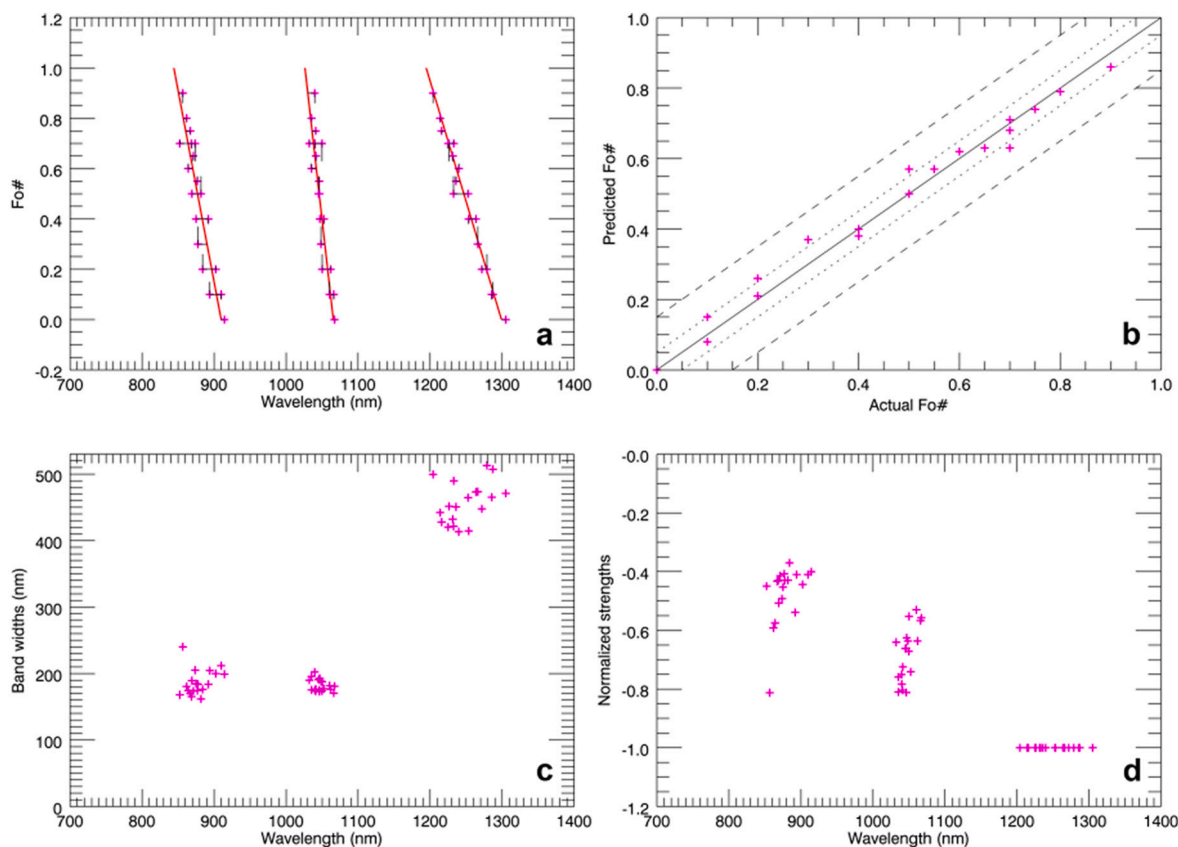 1.2
1.0
0.8
0.6
0.4
0.2
0.0
-0.2
Fo#
700 800 900 1000 1100 1200 1300 1400
Wavelength (nm)
a
1.0
0.8
0.6
0.4
0.2
0.0
Predicted Fo#
0.0 0.2 0.4 0.6 0.8 1.0
Actual Fo#
b
500
400
300
200
100
0
Band widths (nm)
700 800 900 1000 1100 1200 1300 1400
Wavelength (nm)
c
-0.0
-0.2
-0.4
-0.6
-0.8
-1.0
-1.2
Normalized strengths
700 800 900 1000 1100 1200 1300 1400
Wavelength (nm)
d